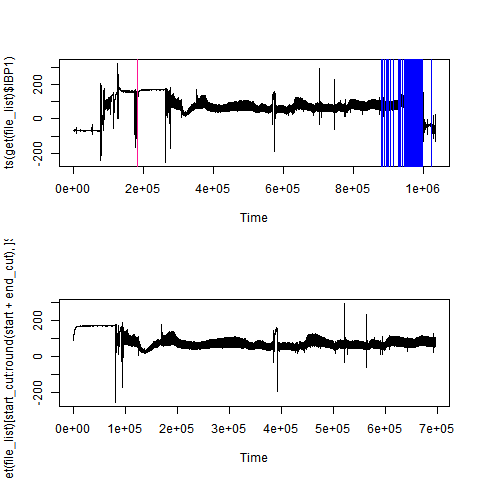 ts(get(file_list)$IBP1)
200
0
-200
0e+00
2e+05
4e+05
6e+05
8e+05
1e+06
Time
et(file_list)[start_cut:round(start + end_cut), ]$
200
0
-200
0e+00
1e+05
2e+05
3e+05
4e+05
5e+05
6e+05
7e+05
Time